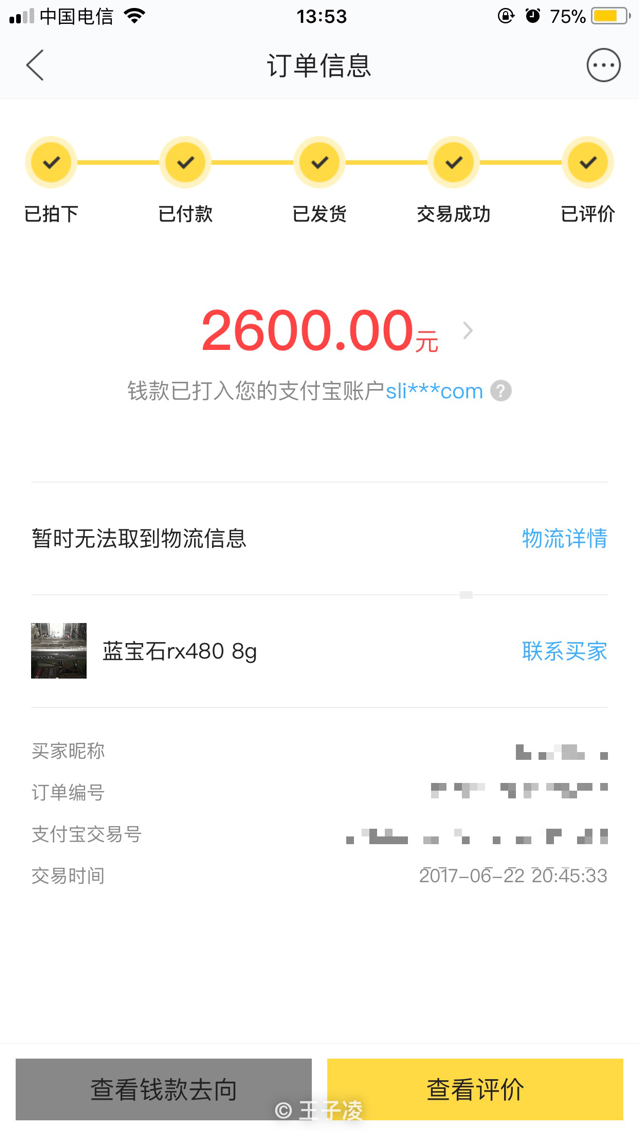 中国电信 13:53 75%
订单信息
已拍下 已付款 已发货 交易成功 已评价
2600.00元
钱款已打入您的支付宝账户sli***com ?
暂时无法取到物流信息 物流详情
蓝宝石rx480 8g 联系买家
买家昵称
订单编号
支付宝交易号
交易时间 2017-06-22 20:45:33
查看钱款去向 查看评价
© 王子凌